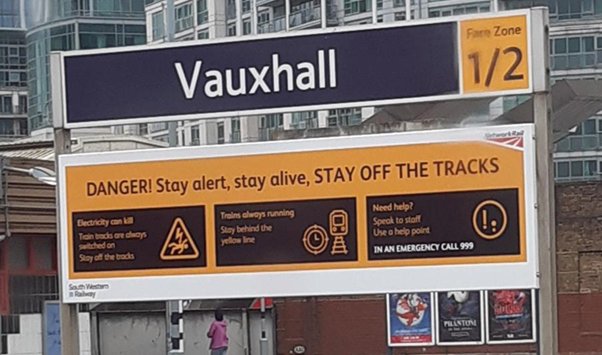 Vauxhall
Fare Zone
1/2
NetworkRail
DANGER! Stay alert, stay alive, STAY OFF THE TRACKS
Electricity can kill
Train tracks are always
switched on
Stay off the tracks
Trains always running
Stay behind the
yellow line
Need help?
Speak to staff
Use a help point
IN AN EMERGENCY CALL 999
South Western
Railway
PHANTOM